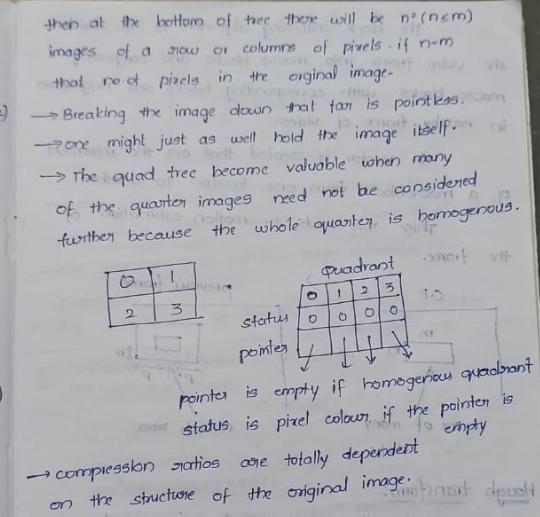 then at the bottom of tree there will be n² (n≤m)
images of a row or columns of pixels. if n=m
that no of pixels in the orginal image-
→ Breaking the image down that far is pointless.
→ one might just as well hold the image itself.
→ The quad tree become valuable when many
of the quarter images need not be considered
further because the whole quarter is homogenous.
0 1
2 3
Quadrant
0 1 2 3
status 0 0 0 0
pointer
pointer is empty if homogenous quadrant
status is pixel colour if the pointer is
empty
→ compression ratios are totally dependent
on the structure of the original image.